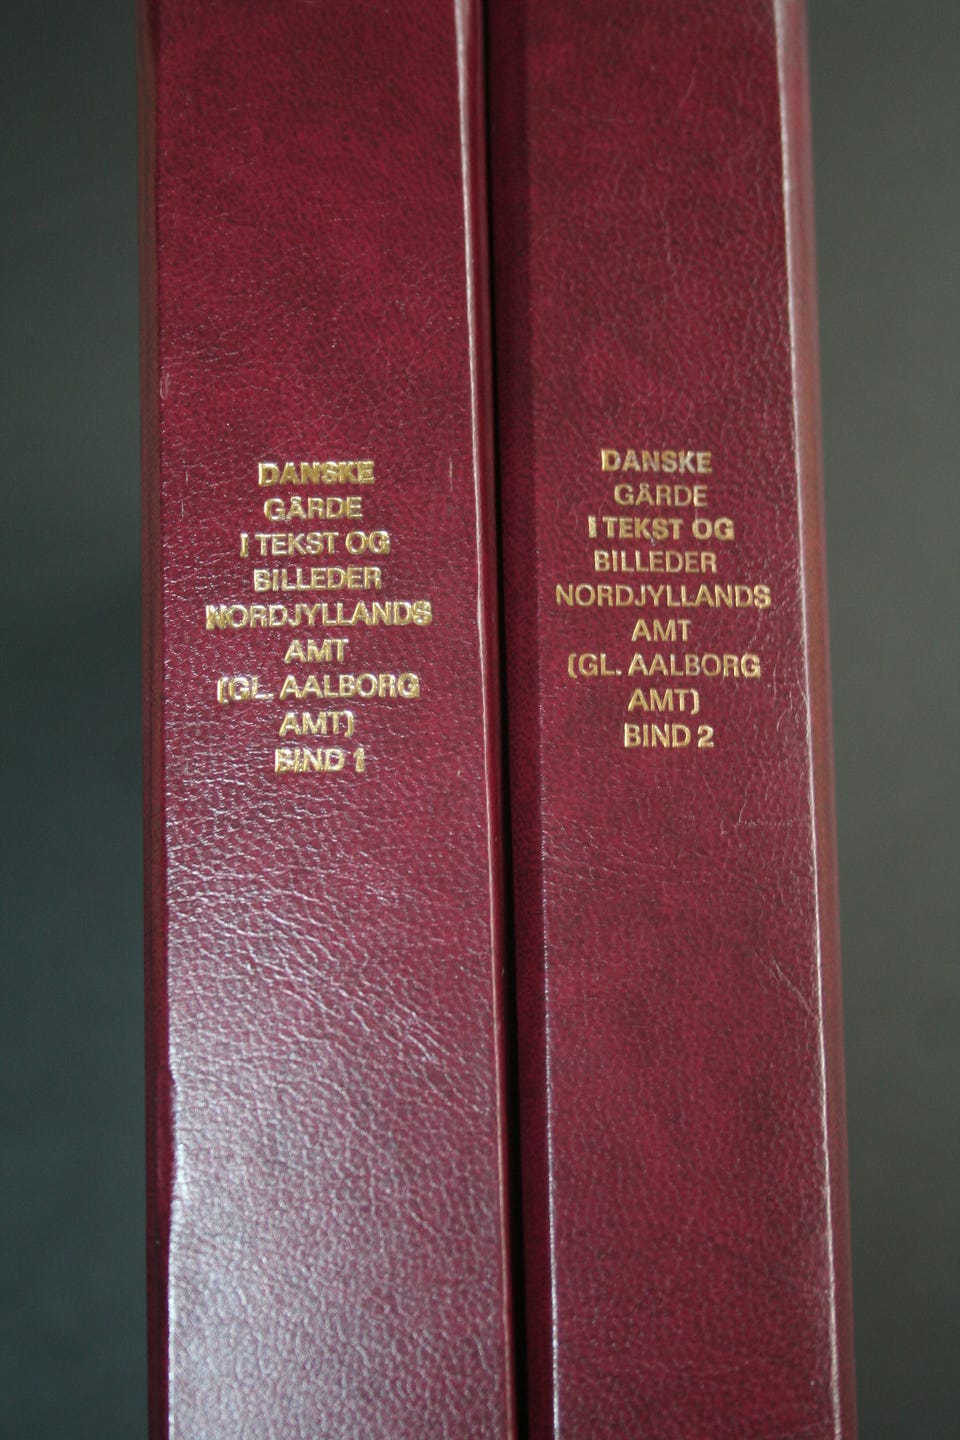 DANSKE
GÅRDE
I TEKST OG
BILLEDER
NORDJYLLANDS
AMT
(GL. AALBORG
AMT)
BIND 1
DANSKE
GÅRDE
I TEKST OG
BILLEDER
NORDJYLLANDS
AMT
(GL. AALBORG
AMT)
BIND 2